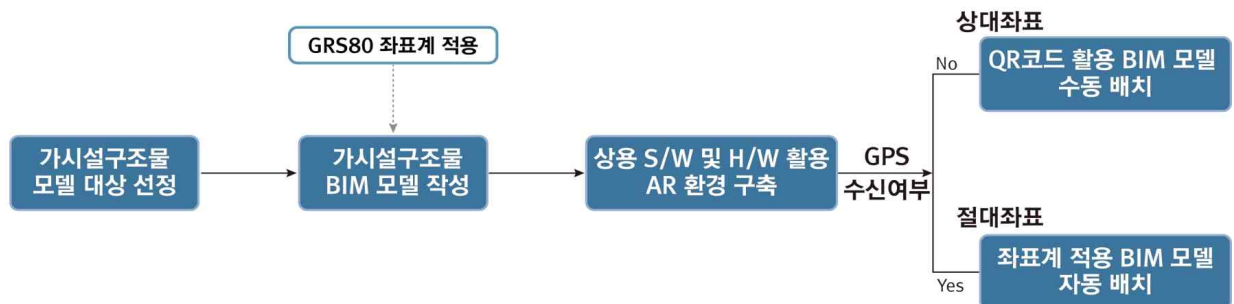 GRS80 좌표계 적용
가시설구조물
모델 대상 선정
가시설구조물
BIM 모델 작성
상용 S/W 및 H/W 활용
AR 환경 구축
GPS
수신여부
상대좌표
No
QR코드 활용 BIM 모델
수동 배치
절대좌표
Yes
좌표계 적용 BIM 모델
자동 배치